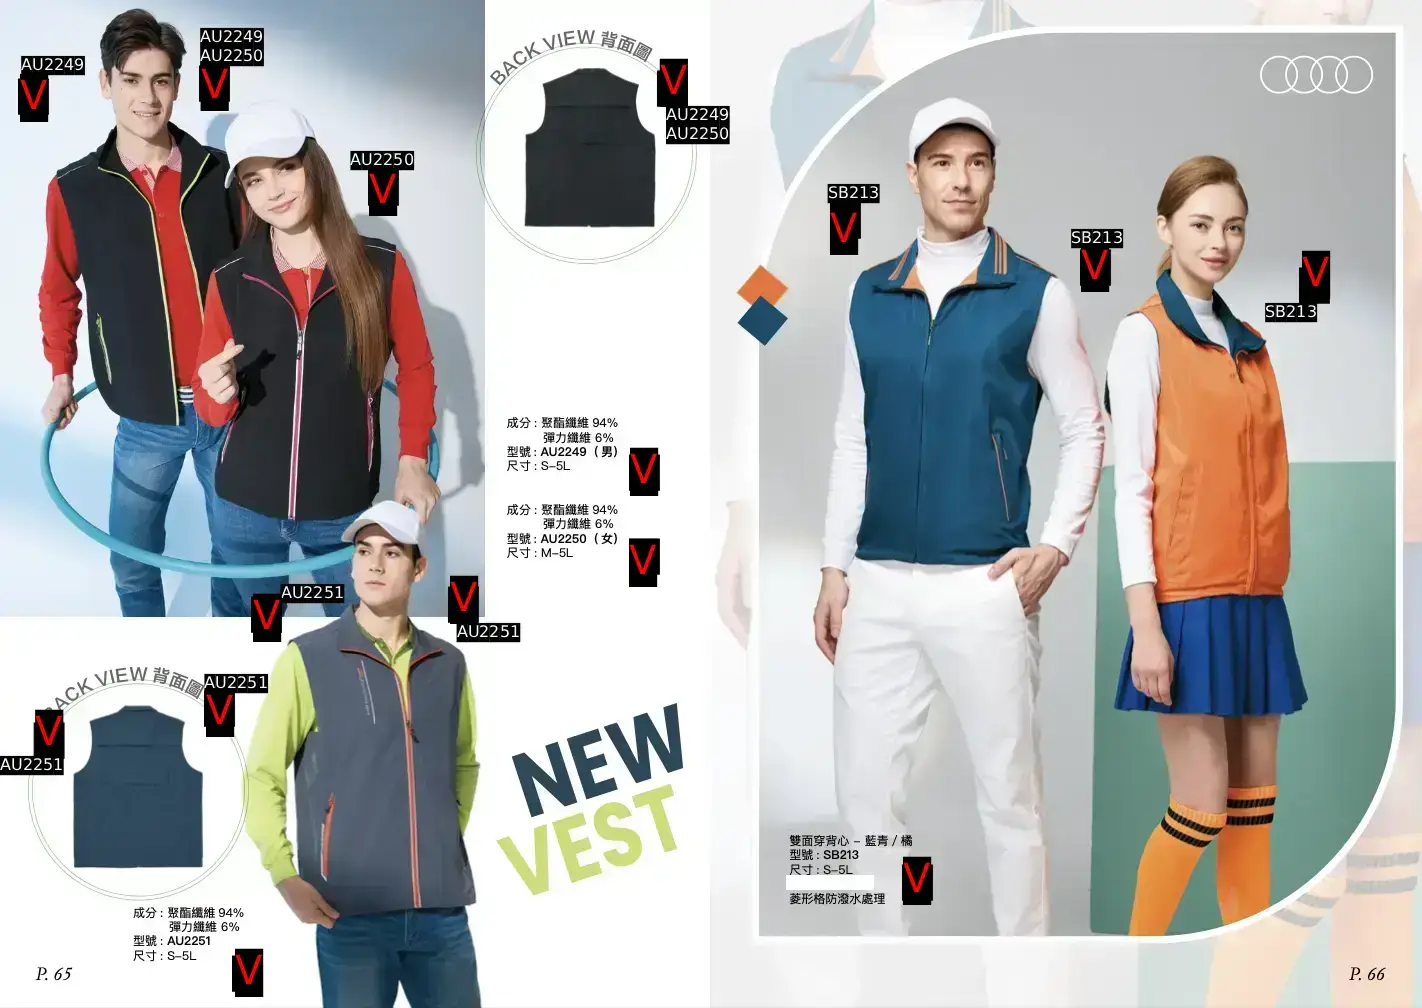 AU2249
V
AU2249
AU2250
V
AU2250
V
BACK VIEW 背面圖
V
AU2249
AU2250
成分 : 聚酯纖維 94%
彈力纖維 6%
型號 : AU2249（男）
尺寸 : S–5L
V
成分 : 聚酯纖維 94%
彈力纖維 6%
型號 : AU2250（女）
尺寸 : M–5L
V
AU2251
V
V
AU2251
BACK VIEW 背面圖
AU2251
V
V
AU2251
NEW
VEST
成分 : 聚酯纖維 94%
彈力纖維 6%
型號 : AU2251
尺寸 : S–5L
V
P. 65
SB213
V
SB213
V
V
SB213
雙面穿背心 – 藍青 / 橘
型號 : SB213
尺寸 : S–5L
菱形格防潑水處理
V
P. 66